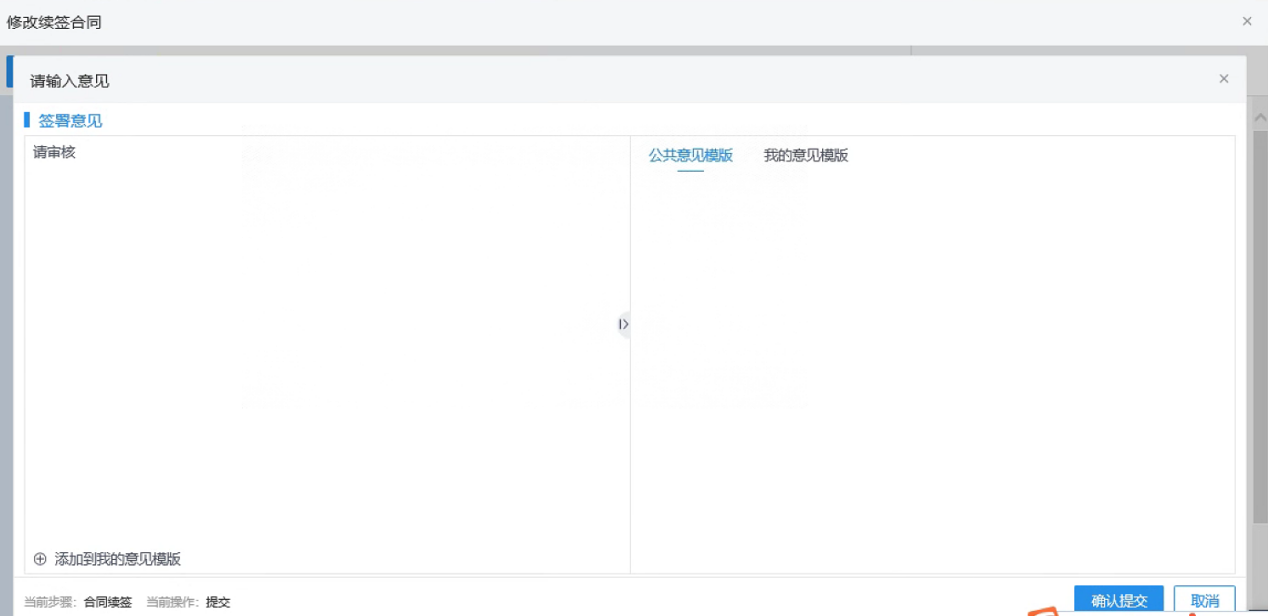 修改续签合同
请输入意见
签署意见
请审核
公共意见模版 我的意见模版
添加到我的意见模版
当前步骤: 合同续签 当前操作: 提交
确认提交 取消